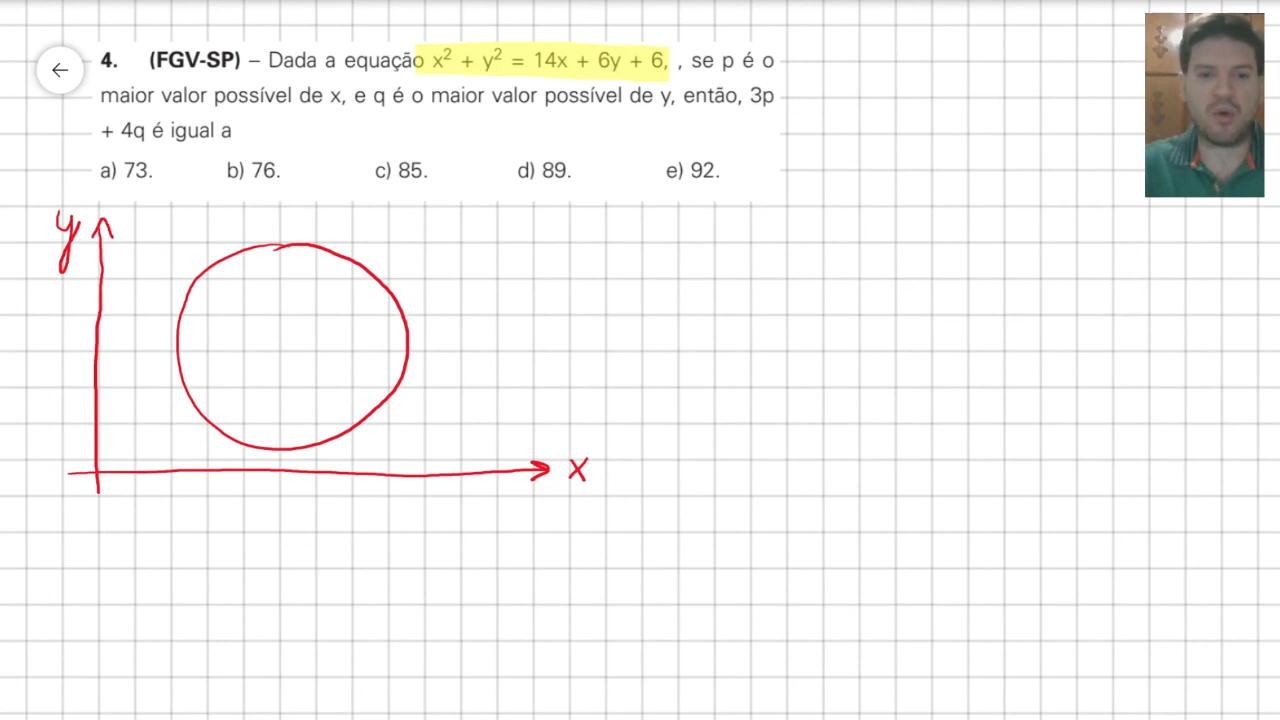 4. (FGV-SP) – Dada a equação x² + y² = 14x + 6y + 6, , se p é o
maior valor possível de x, e q é o maior valor possível de y, então, 3p
+ 4q é igual a
a) 73. b) 76. c) 85. d) 89. e) 92.
y
x